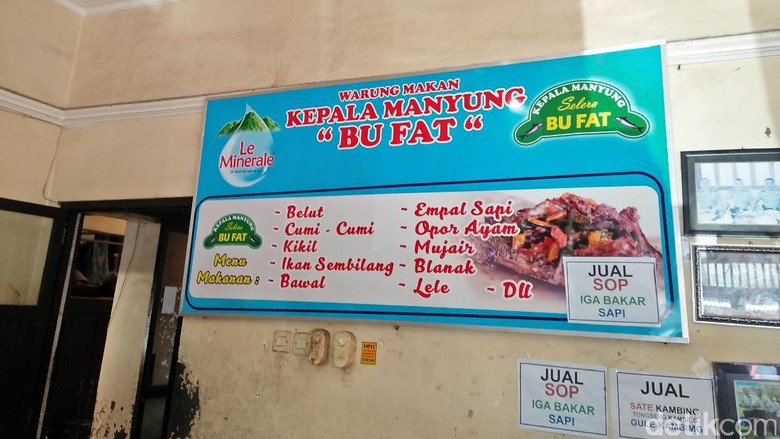 WARUNG MAKAN
KEPALA MANYUNG
“ BU FAT “
Le
Minerale
KEPALA MANYUNG
Selera
BU FAT
KEPALA MANYUNG
Selera
BU FAT
Menu
Makanan :
- Belut
- Cumi - Cumi
- Kikil
- Ikan Sembilang
- Bawal
- Empal Sapi
- Opor Ayam
- Mujair
- Blanak
- Lele - Dll
JUAL
SOP
IGA BAKAR
SAPI
JUAL
SOP
IGA BAKAR
SAPI
JUAL
SATE KAMBING
TONGSENG
GULE KAMBING
detikcom